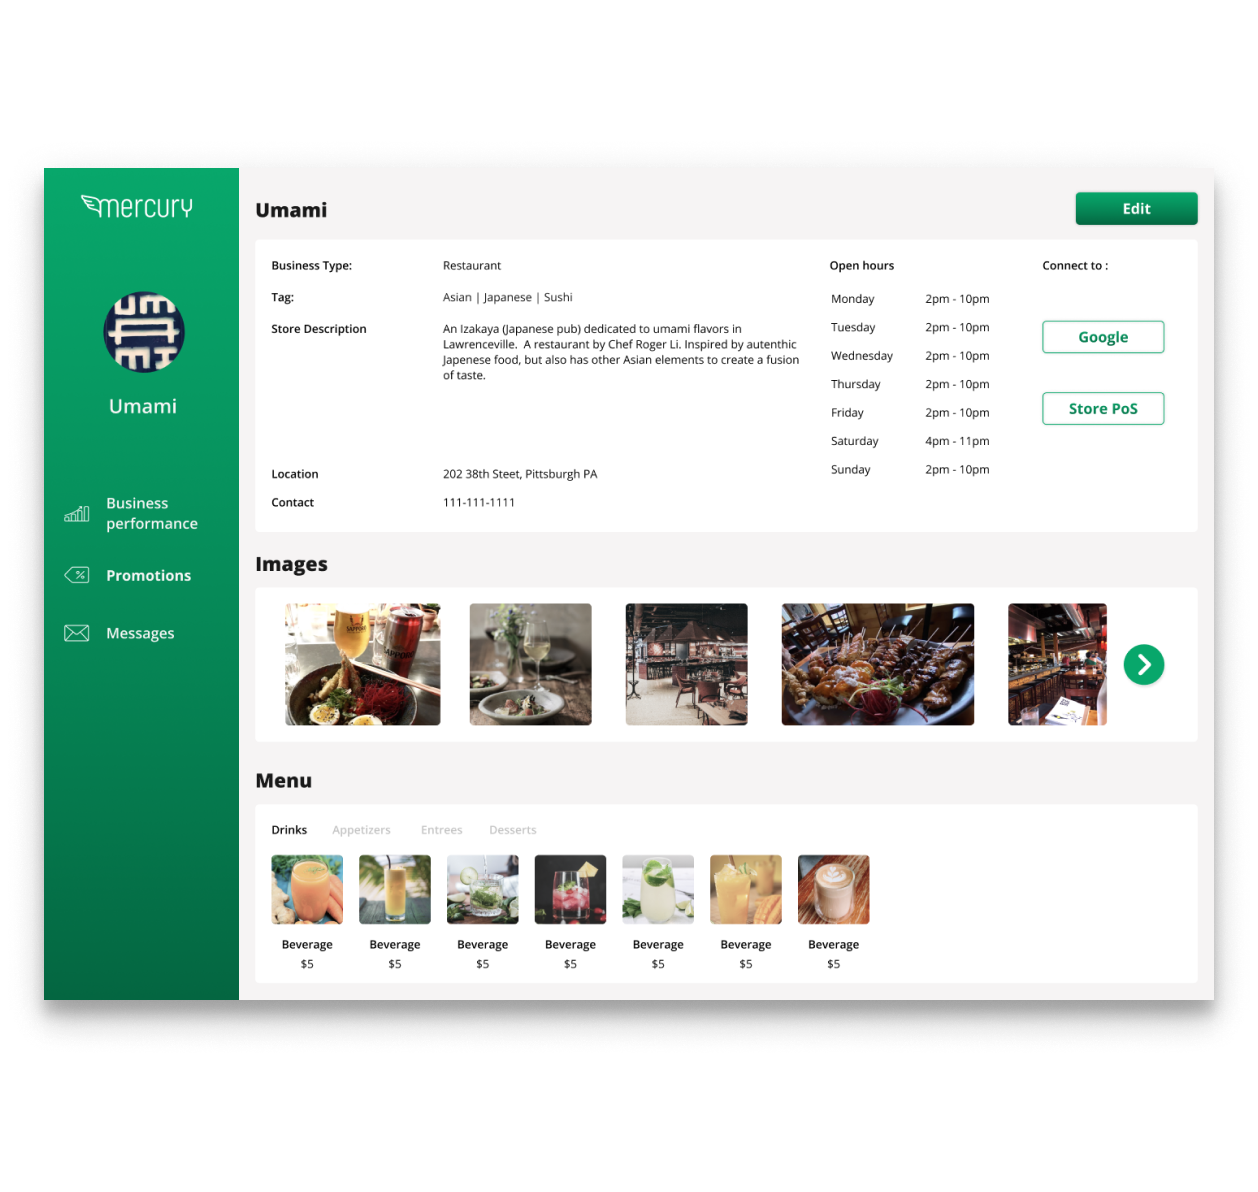 mercury
Umami
Business
performance
Promotions
Messages
Umami
Edit
Business Type:
Restaurant
Tag:
Asian | Japanese | Sushi
Store Description
An Izakaya (Japanese pub) dedicated to umami flavors in
Lawrenceville.  A restaurant by Chef Roger Li. Inspired by autenthic
Japenese food, but also has other Asian elements to create a fusion
of taste.
Location
202 38th Steet, Pittsburgh PA
Contact
111-111-1111
Open hours
Monday 2pm - 10pm
Tuesday 2pm - 10pm
Wednesday 2pm - 10pm
Thursday 2pm - 10pm
Friday 2pm - 10pm
Saturday 4pm - 11pm
Sunday 2pm - 10pm
Connect to :
Google
Store PoS
Images
SAPPORO
SAPPORO
Menu
Drinks Appetizers Entrees Desserts
Beverage Beverage Beverage Beverage Beverage Beverage Beverage
$5 $5 $5 $5 $5 $5 $5